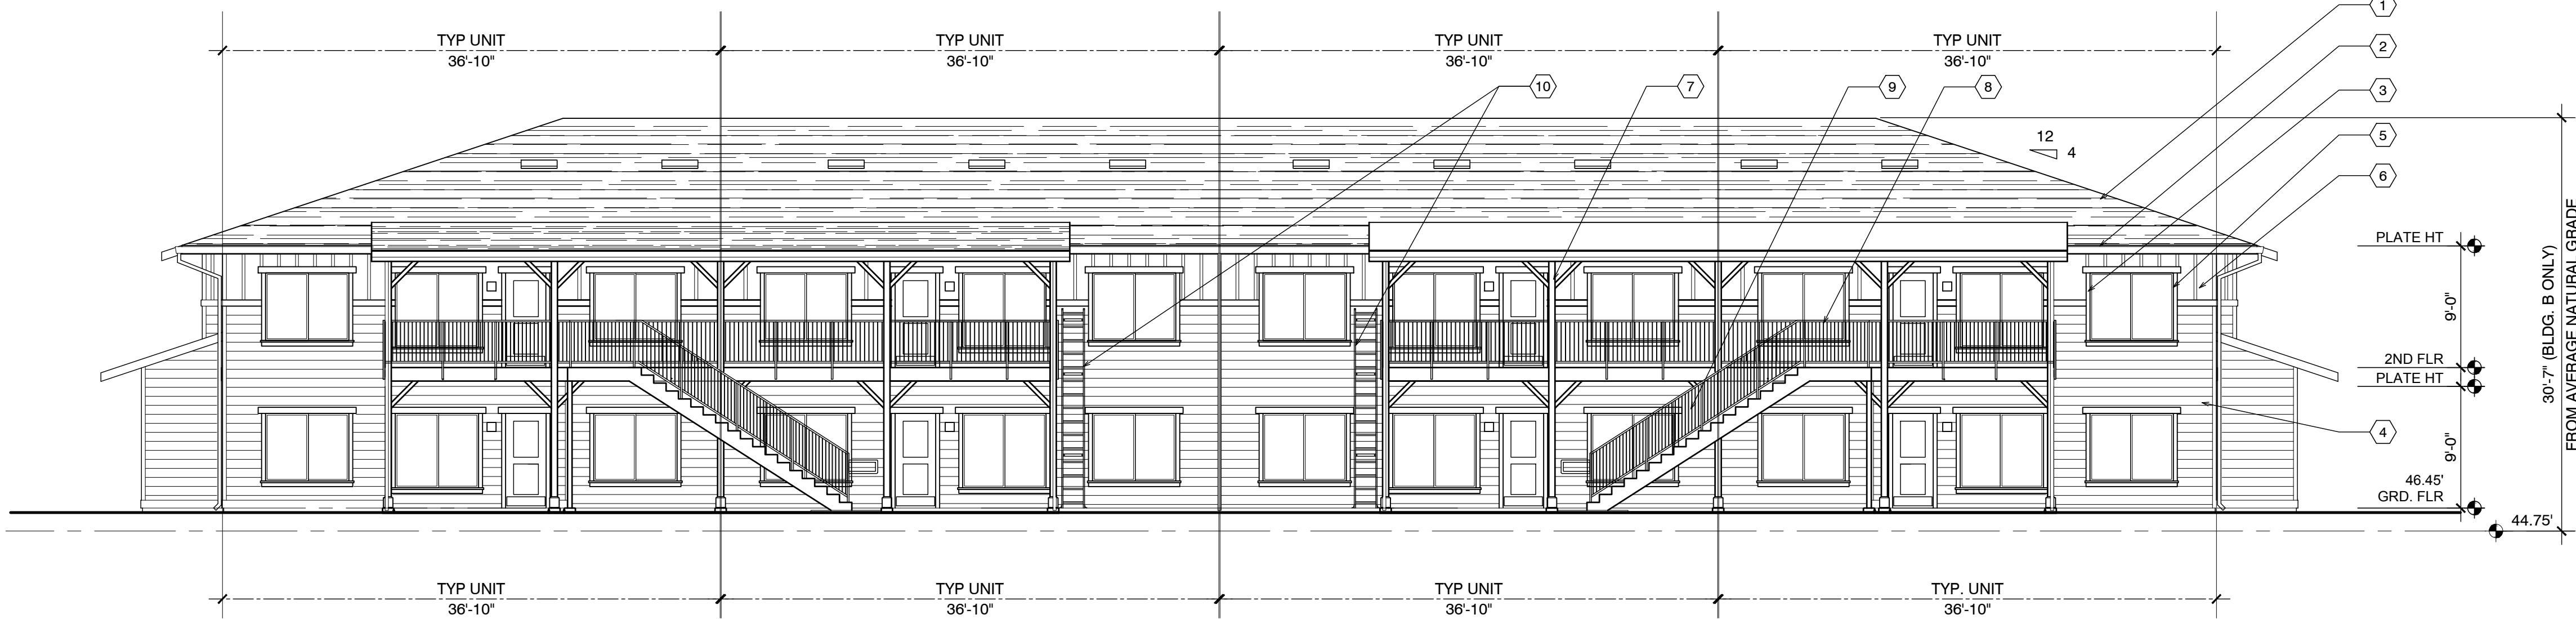 1
TYP UNIT
TYP UNIT
TYP UNIT
TYP UNIT
36'-10"
36'-10"
36'-10"
36'-10"
2
10
7
9
8
3
12
4
5
6
PLATE HT
9'-0"
2ND FLR
PLATE HT
9'-0"
4
46.45'
GRD. FLR
44.75'
30'-7" (BLDG. B ONLY)
FROM AVERAGE NATURAL GRADE
TYP UNIT
TYP UNIT
TYP UNIT
TYP. UNIT
36'-10"
36'-10"
36'-10"
36'-10"